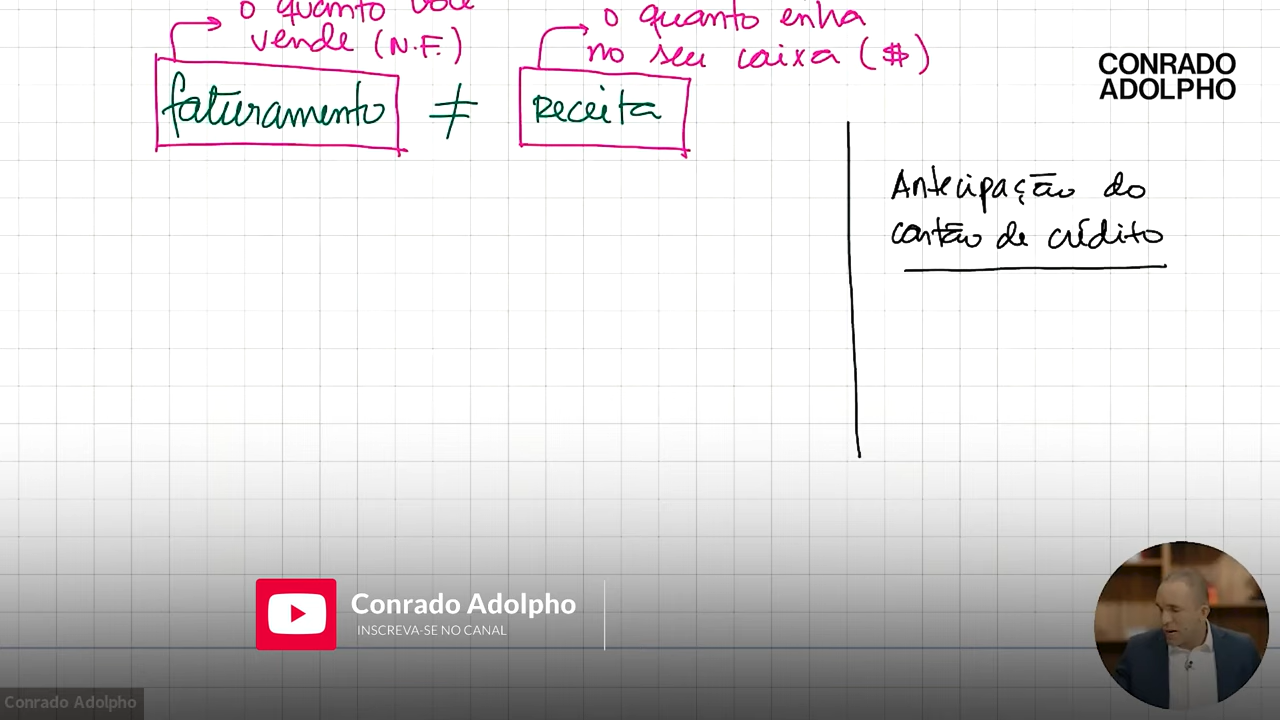 o quanto você
vende (N.F.)
o quanto enha
no seu caixa ($)
faturamento ≠ receita
CONRADO
ADOLPHO
Antecipação do
cartão de crédito
Conrado Adolpho
INSCREVA-SE NO CANAL
Conrado Adolpho